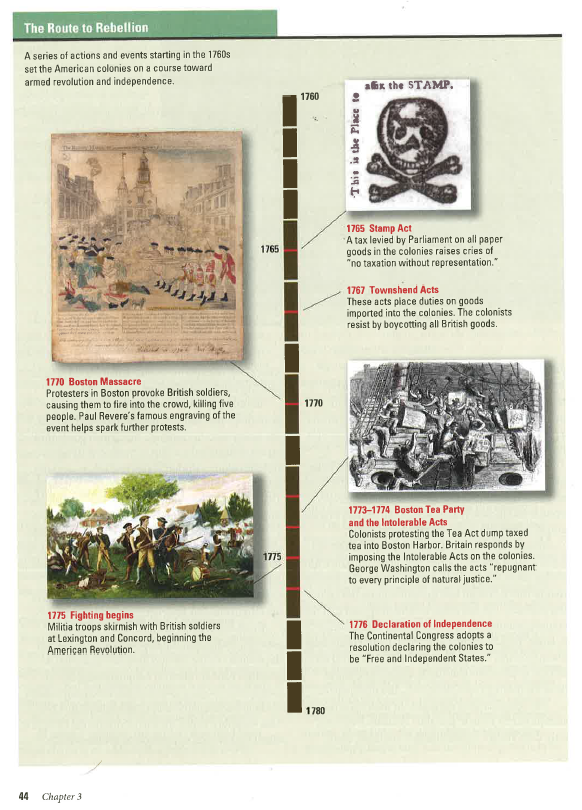 The Route to Rebellion
A series of actions and events starting in the 1760s
set the American colonies on a course toward
armed revolution and independence.
1760
affix the STAMP.
This is the Place to
1765 Stamp Act
A tax levied by Parliament on all paper
goods in the colonies raises cries of
"no taxation without representation."
1765
1767 Townshend Acts
These acts place duties on goods
imported into the colonies. The colonists
resist by boycotting all British goods.
1770 Boston Massacre
Protesters in Boston provoke British soldiers,
causing them to fire into the crowd, killing five
people. Paul Revere's famous engraving of the
event helps spark further protests.
1770
1773–1774 Boston Tea Party
and the Intolerable Acts
Colonists protesting the Tea Act dump taxed
tea into Boston Harbor. Britain responds by
imposing the Intolerable Acts on the colonies.
George Washington calls the acts "repugnant
to every principle of natural justice."
1775
1775 Fighting begins
Militia troops skirmish with British soldiers
at Lexington and Concord, beginning the
American Revolution.
1776 Declaration of Independence
The Continental Congress adopts a
resolution declaring the colonies to
be "Free and Independent States."
1780
44 Chapter 3